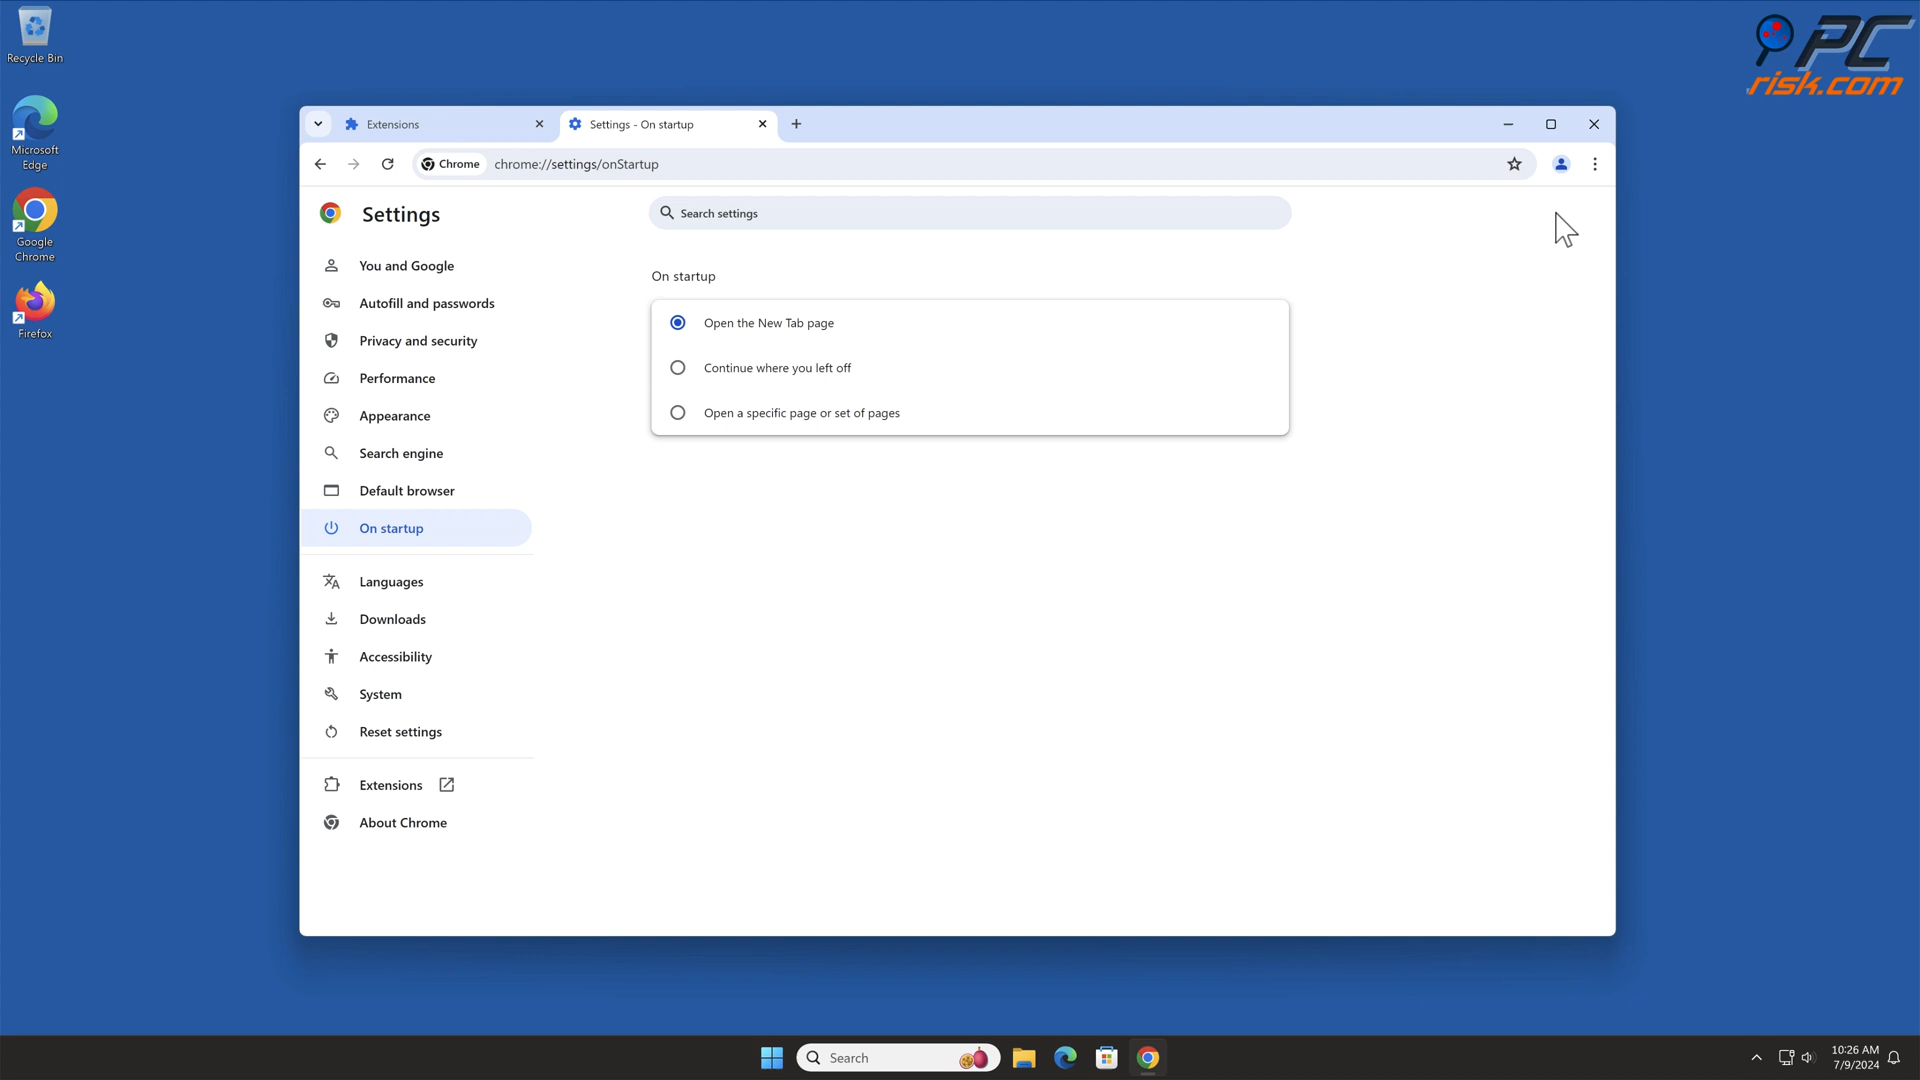 Recycle Bin
Microsoft
Edge
Google
Chrome
Firefox
PC
risk.com
Extensions
Settings - On startup
Chrome
chrome://settings/onStartup
Settings
Search settings
You and Google
Autofill and passwords
Privacy and security
Performance
Appearance
Search engine
Default browser
On startup
Languages
Downloads
Accessibility
System
Reset settings
Extensions
About Chrome
On startup
Open the New Tab page
Continue where you left off
Open a specific page or set of pages
Search
10:26 AM
7/9/2024